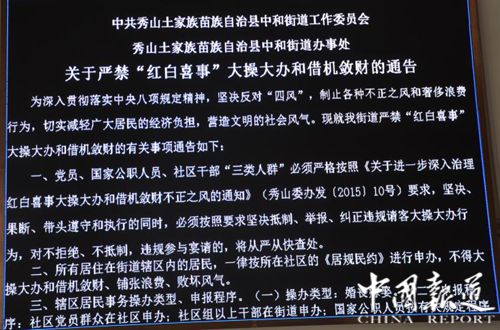 中共秀山土家族苗族自治县中和街道工作委员会
秀山土家族苗族自治县中和街道办事处
关于严禁“红白喜事”大操大办和借机敛财的通告
为深入贯彻落实中央八项规定精神，坚决反对“四风”，制止各种不正之风和奢侈浪费
行为，切实减轻广大居民的经济负担，营造文明的社会风气。现就我街道严禁“红白喜事”
大操大办和借机敛财的有关事项通告如下：
一、党员、国家公职人员、社区干部“三类人群”必须严格按照《关于进一步深入治理
红白喜事大操大办和借机敛财不正之风的通知》（秀山委办发〔2015〕10号）要求，坚决、
果断、带头遵守和执行的同时，必须按照要求坚决抵制、举报、纠正违规请客大操大办行
为，对不拒绝、不抵制，违规参与宴请的，将从严从快查处。
二、所有居住在街道辖区内的居民，一律按所在社区的《居规民约》进行申办，不得大
操大办和借机敛财、铺张浪费、败坏风气。
三、辖区居民事务操办类型、申报程序。（一）操办类型：婚丧嫁娶
序：社区党员群众在社区申办；社区组以上干部在街道申办；国家公职人员
中国报道